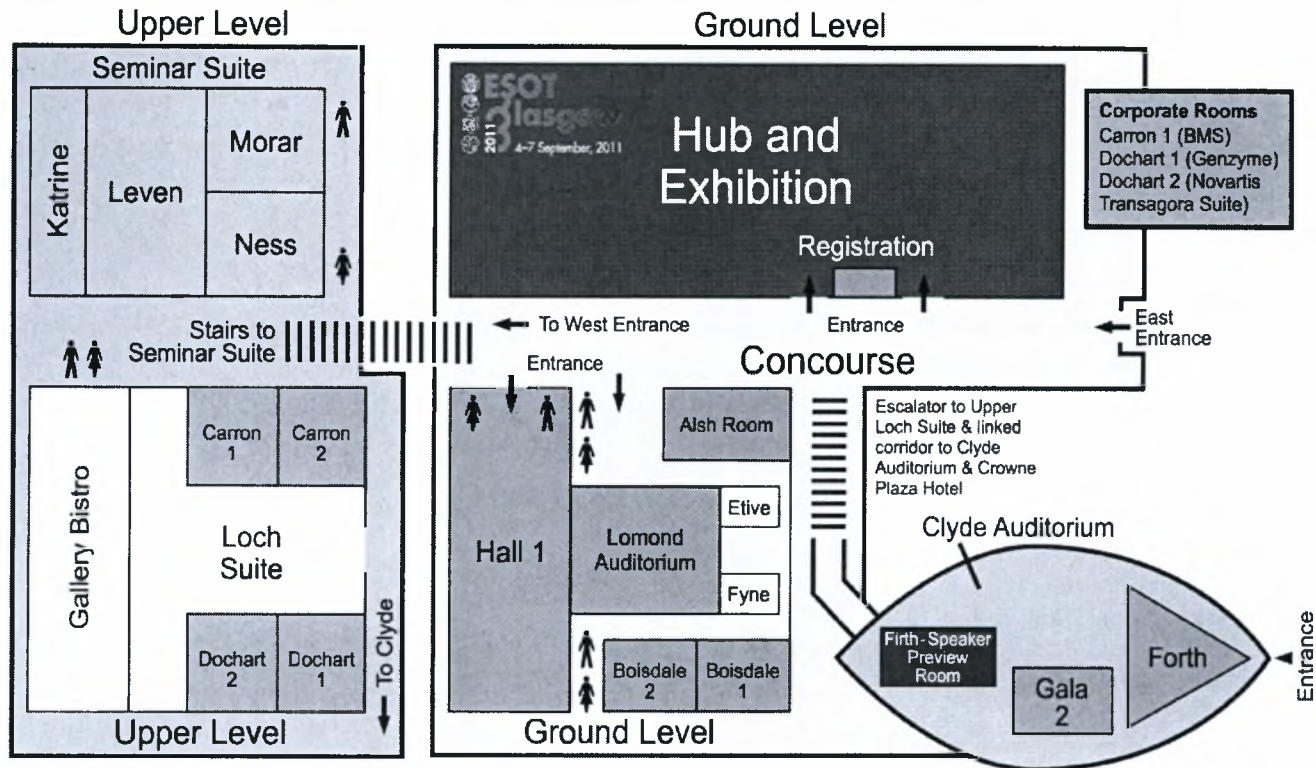 Upper Level
Seminar Suite
Katrine
Leven
Morar
Ness
Stairs to
Seminar Suite
Gallery Bistro
Carron
1
Carron
2
Loch
Suite
Dochart
2
Dochart
1
To Clyde
Upper Level
Ground Level
ESOT
Glasgow
2011
4–7 September, 2011
Hub and
Exhibition
Registration
Corporate Rooms
Carron 1 (BMS)
Dochart 1 (Genzyme)
Dochart 2 (Novartis
Transagora Suite)
To West Entrance
Entrance
East
Entrance
Entrance
Concourse
Hall 1
Alsh Room
Lomond
Auditorium
Etive
Fyne
Boisdale
2
Boisdale
1
Ground Level
Escalator to Upper
Loch Suite & linked
corridor to Clyde
Auditorium & Crowne
Plaza Hotel
Clyde Auditorium
Firth-Speaker
Preview
Room
Gala
2
Forth
Entrance